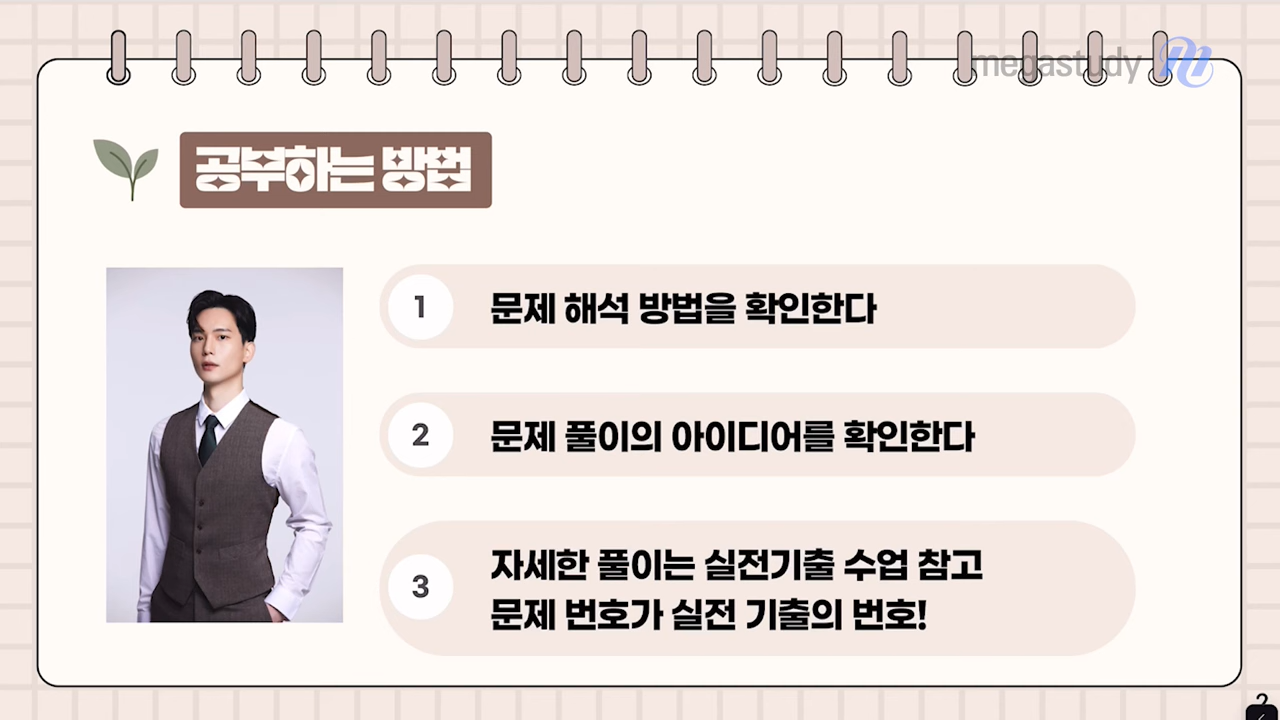 megastudy
공부하는 방법
1
문제 해석 방법을 확인한다
2
문제 풀이의 아이디어를 확인한다
3
자세한 풀이는 실전기출 수업 참고
문제 번호가 실전 기출의 번호!
2